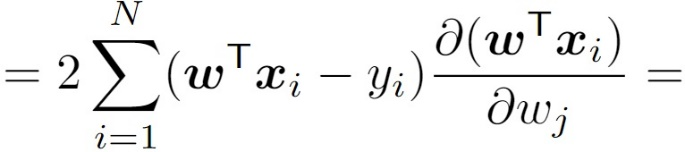 = 2 \sum_{i=1}^{N} (\boldsymbol{w}^\mathsf{T} \boldsymbol{x}_i - y_i) \frac{\partial (\boldsymbol{w}^\mathsf{T} \boldsymbol{x}_i)}{\partial w_j} =